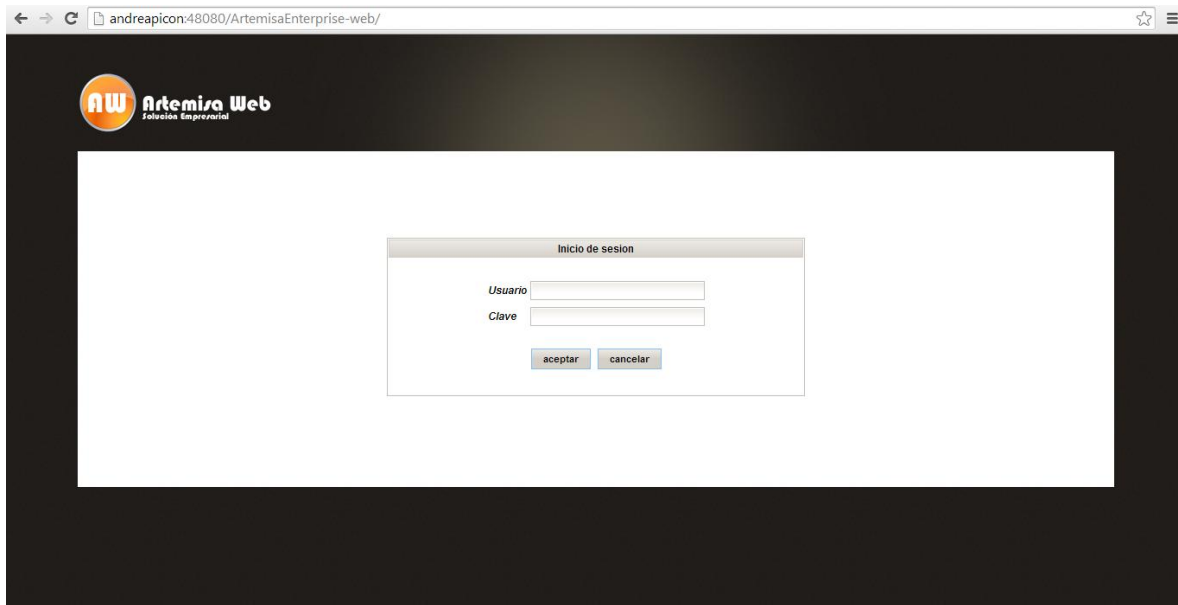 andreapicon:48080/ArtemisaEnterprise-web/
AW Artemisa Web
Solución Empresarial
Inicio de sesion
Usuario
Clave
aceptar cancelar